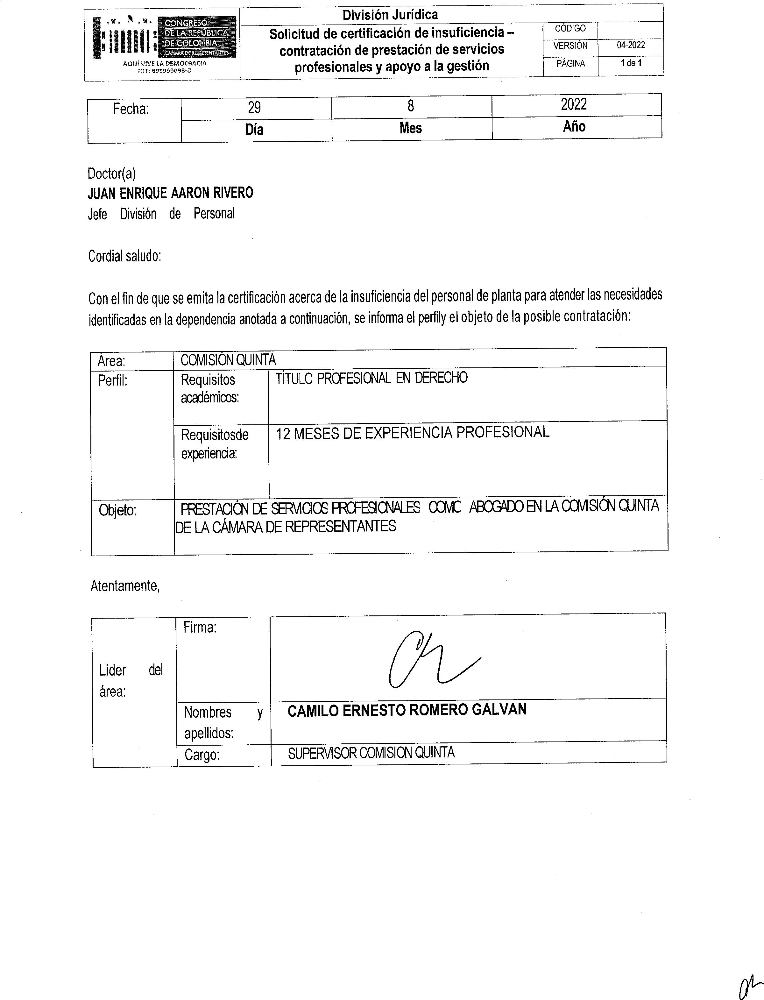 CONGRESO
DE LA REPÚBLICA
DE COLOMBIA
CÁMARA DE REPRESENTANTES
AQUÍ VIVE LA DEMOCRACIA
NIT: 899999098-0
División Jurídica
Solicitud de certificación de insuficiencia –
contratación de prestación de servicios
profesionales y apoyo a la gestión
CÓDIGO
VERSIÓN 04-2022
PÁGINA 1 de 1
Fecha: 29 8 2022
Día Mes Año
Doctor(a)
JUAN ENRIQUE AARON RIVERO
Jefe División de Personal
Cordial saludo:
Con el fin de que se emita la certificación acerca de la insuficiencia del personal de planta para atender las necesidades
identificadas en la dependencia anotada a continuación, se informa el perfily el objeto de la posible contratación:
Área: COMISIÓN QUINTA
Perfil: Requisitos TÍTULO PROFESIONAL EN DERECHO
académicos:
Requisitosde 12 MESES DE EXPERIENCIA PROFESIONAL
experiencia:
Objeto: PRESTACIÓN DE SERVICIOS PROFESIONALES COMC ABOGADO EN LA COMISIÓN QUINTA
DE LA CÁMARA DE REPRESENTANTES
Atentamente,
Firma:
Líder del
área:
Nombres y CAMILO ERNESTO ROMERO GALVAN
apellidos:
Cargo: SUPERVISOR COMISION QUINTA